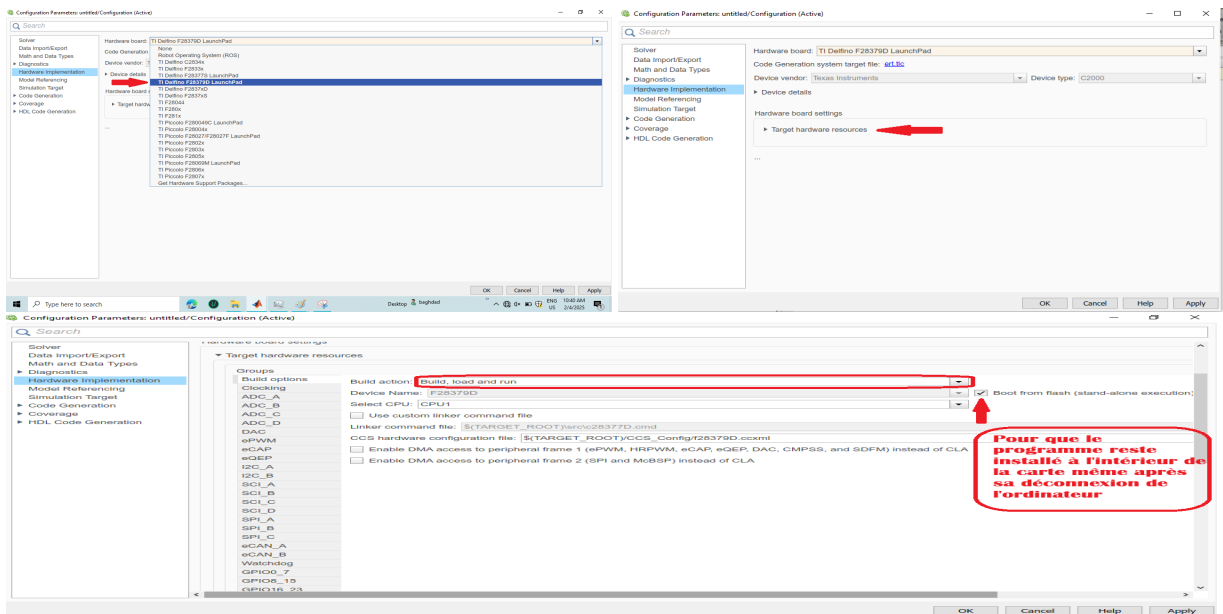 Configuration Parameters: untitled/Configuration (Active)
Search
Solver
Data Import/Export
Math and Data Types
Diagnostics
Hardware Implementation
Model Referencing
Simulation Target
Code Generation
Coverage
HDL Code Generation
Hardware board: TI Delfino F28379D LaunchPad
Code Generation
Device vendor:
Device details
Hardware board
Target hardw
...
None
Robot Operating System (ROS)
TI Delfino C2834x
TI Delfino F2833x
TI Delfino F28377S LaunchPad
TI Delfino F28379D LaunchPad
TI Delfino F2837xD
TI Delfino F2837xS
TI F28044
TI F280x
TI F281x
TI Piccolo F280049C LaunchPad
TI Piccolo F28004x
TI Piccolo F28027/F28027F LaunchPad
TI Piccolo F2802x
TI Piccolo F2803x
TI Piccolo F2805x
TI Piccolo F28069M LaunchPad
TI Piccolo F2806x
TI Piccolo F2807x
Get Hardware Support Packages...
OK Cancel Help Apply
Type here to search
Desktop
baghded
ENG 10:40 AM
US 2/4/2025
Configuration Parameters: untitled/Configuration (Active)
Search
Solver
Data Import/Export
Math and Data Types
Diagnostics
Hardware Implementation
Model Referencing
Simulation Target
Code Generation
Coverage
HDL Code Generation
Hardware board: TI Delfino F28379D LaunchPad
Code Generation system target file: ert.tlc
Device vendor: Texas Instruments Device type: C2000
Device details
Hardware board settings
Target hardware resources
...
OK Cancel Help Apply
Configuration Parameters: untitled/Configuration (Active)
Search
Solver
Data Import/Export
Math and Data Types
Diagnostics
Hardware Implementation
Model Referencing
Simulation Target
Code Generation
Coverage
HDL Code Generation
Hardware board settings
Target hardware resources
Groups
Build options
Clocking
ADC_A
ADC_B
ADC_C
ADC_D
DAC
ePWM
eCAP
eQEP
I2C_A
I2C_B
SCI_A
SCI_B
SCI_C
SCI_D
SPI_A
SPI_B
SPI_C
eCAN_A
eCAN_B
Watchdog
GPIO0_7
GPIO8_15
GPIO16_23
Build action: Build, load and run
Device Name: F28379D
Boot from flash (stand-alone execution)
Select CPU: CPU1
Use custom linker command file
Linker command file: $(TARGET_ROOT)\src\c28377D.cmd
CCS hardware configuration file: $(TARGET_ROOT)/CCS_Config/f28379D.ccxml
Enable DMA access to peripheral frame 1 (ePWM, HRPWM, eCAP, eQEP, DAC, CMPSS, and SDFM) instead of CLA
Enable DMA access to peripheral frame 2 (SPI and McBSP) instead of CLA
Pour que le
programme reste
installé à l'intérieur de
la carte même après
sa déconnexion de
l'ordinateur
OK Cancel Help Apply